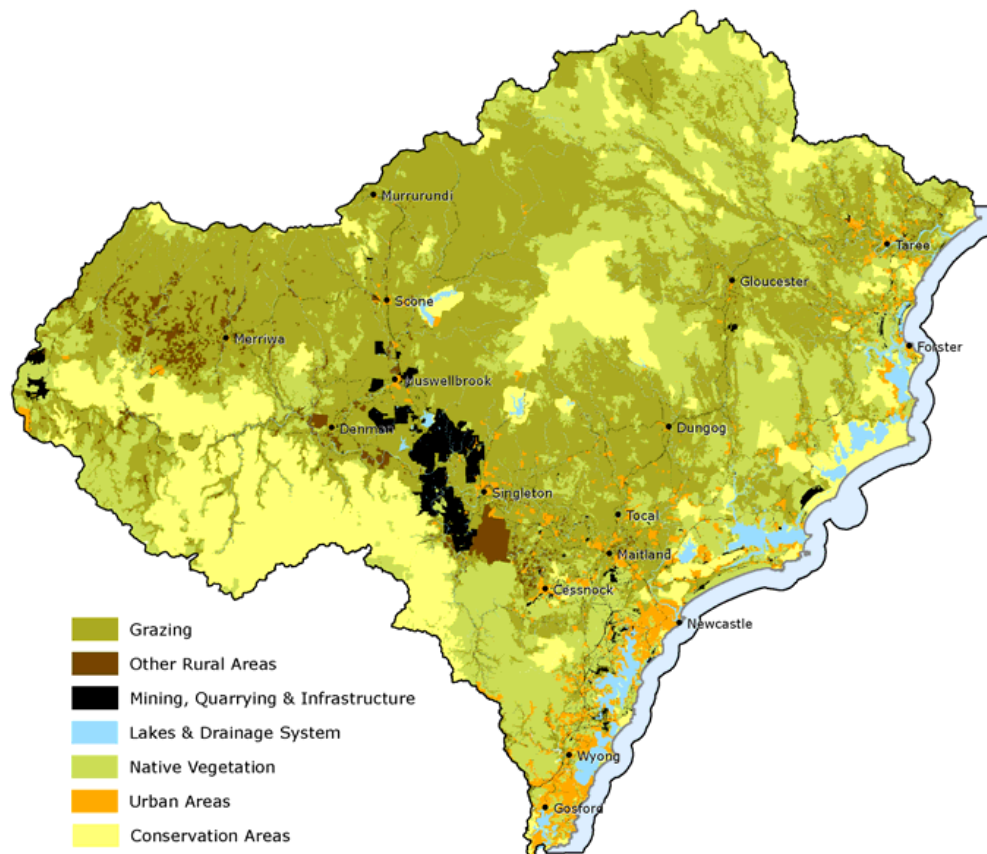 Murrurundi
Taree
Gloucester
Scone
Merriwa
Forster
Muswellbrook
Denman
Dungog
Singleton
Tocal
Maitland
Cessnock
Newcastle
Wyong
Gosford
Grazing
Other Rural Areas
Mining, Quarrying & Infrastructure
Lakes & Drainage System
Native Vegetation
Urban Areas
Conservation Areas